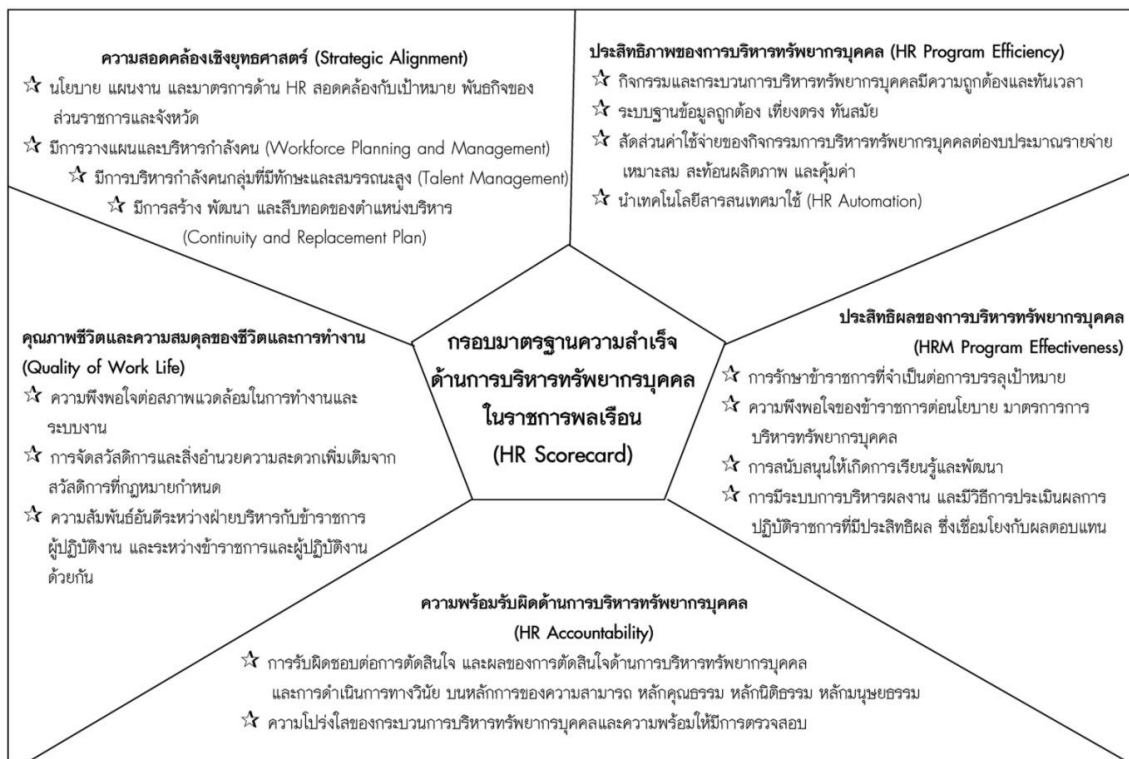 ความสอดคล้องเชิงยุทธศาสตร์ (Strategic Alignment)
☆ นโยบาย แผนงาน และมาตรการด้าน HR สอดคล้องกับเป้าหมาย พันธกิจของ
ส่วนราชการและจังหวัด
☆ มีการวางแผนและบริหารกำลังคน (Workforce Planning and Management)
☆ มีการบริหารกำลังคนกลุ่มที่มีทักษะและสมรรถนะสูง (Talent Management)
☆ มีการสร้าง พัฒนา และสืบทอดของตำแหน่งบริหาร
(Continuity and Replacement Plan)
ประสิทธิภาพของการบริหารทรัพยากรบุคคล (HR Program Efficiency)
☆ กิจกรรมและกระบวนการบริหารทรัพยากรบุคคลมีความถูกต้องและทันเวลา
☆ ระบบฐานข้อมูลถูกต้อง เที่ยงตรง ทันสมัย
☆ สัดส่วนค่าใช้จ่ายของกิจกรรมการบริหารทรัพยากรบุคคลต่องบประมาณรายจ่าย
เหมาะสม สะท้อนผลิตภาพ และคุ้มค่า
☆ นำเทคโนโลยีสารสนเทศมาใช้ (HR Automation)
คุณภาพชีวิตและความสมดุลของชีวิตและการทำงาน
(Quality of Work Life)
☆ ความพึงพอใจต่อสภาพแวดล้อมในการทำงานและ
ระบบงาน
☆ การจัดสวัสดิการและสิ่งอำนวยความสะดวกเพิ่มเติมจาก
สวัสดิการที่กฎหมายกำหนด
☆ ความสัมพันธ์อันดีระหว่างฝ่ายบริหารกับข้าราชการ
ผู้ปฏิบัติงาน และระหว่างข้าราชการและผู้ปฏิบัติงาน
ด้วยกัน
กรอบมาตรฐานความสำเร็จ
ด้านการบริหารทรัพยากรบุคคล
ในราชการพลเรือน
(HR Scorecard)
ประสิทธิผลของการบริหารทรัพยากรบุคคล
(HRM Program Effectiveness)
☆ การรักษาข้าราชการที่จำเป็นต่อการบรรลุเป้าหมาย
☆ ความพึงพอใจของข้าราชการต่อนโยบาย มาตรการการ
บริหารทรัพยากรบุคคล
☆ การสนับสนุนให้เกิดการเรียนรู้และพัฒนา
☆ การมีระบบการบริหารผลงาน และมีวิธีการประเมินผลการ
ปฏิบัติราชการที่มีประสิทธิผล ซึ่งเชื่อมโยงกับผลตอบแทน
ความพร้อมรับผิดด้านการบริหารทรัพยากรบุคคล
(HR Accountability)
☆ การรับผิดชอบต่อการตัดสินใจ และผลของการตัดสินใจด้านการบริหารทรัพยากรบุคคล
และการดำเนินการทางวินัย บนหลักการของความสามารถ หลักคุณธรรม หลักนิติธรรม หลักมนุษยธรรม
☆ ความโปร่งใสของกระบวนการบริหารทรัพยากรบุคคลและความพร้อมให้มีการตรวจสอบ